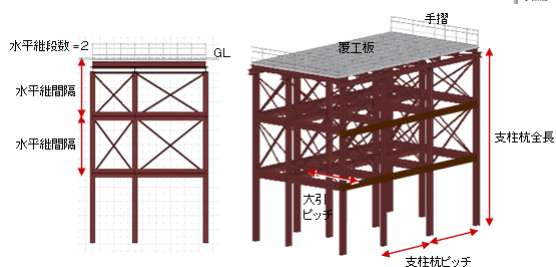 水平継段数 =2
GL
水平継間隔
水平継間隔
手摺
覆工板
支柱杭全長
大引
ピッチ
支柱杭ピッチ